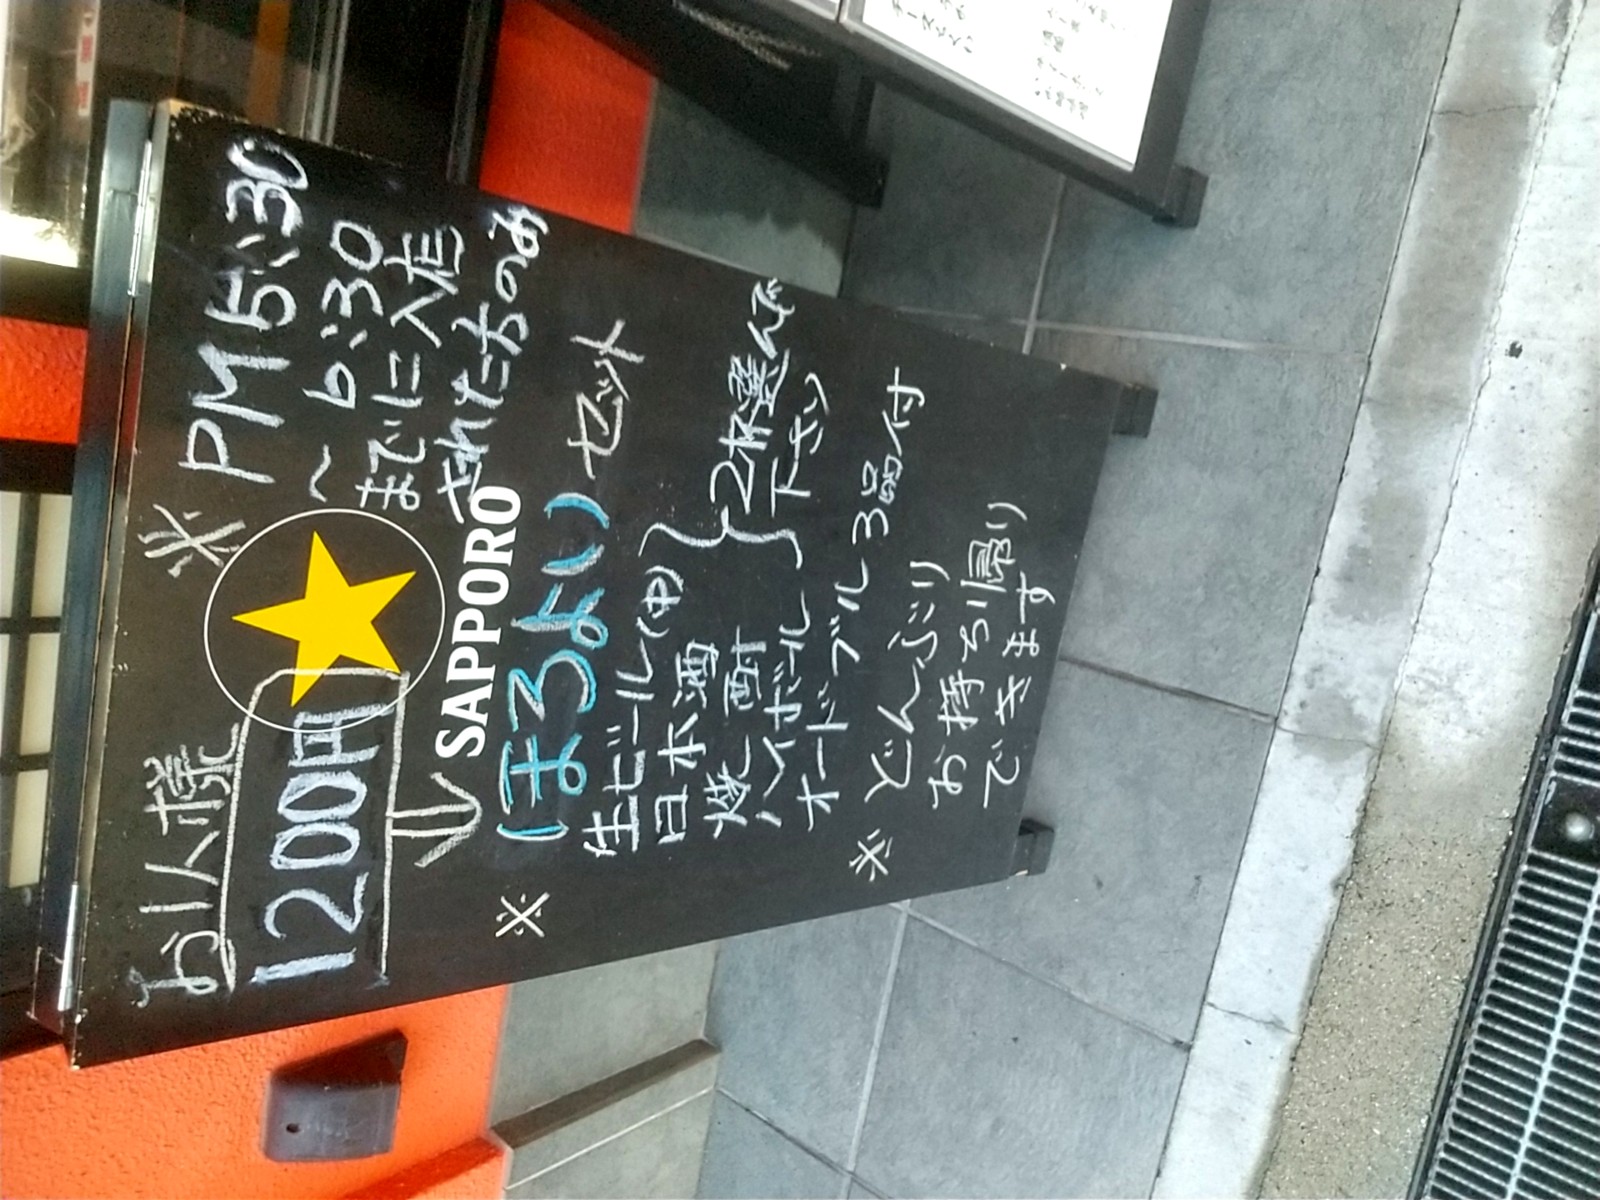 お1人様
1200円
※PM5:30
〜6:30
までに入店
された方のみ
SAPPORO
※ほろよいセット
生ビール(中)
日本酒
焼酎
ハイボール
2杯選んで
下さい
オードブル3品付
※どんぶり
お持ち帰り
できます